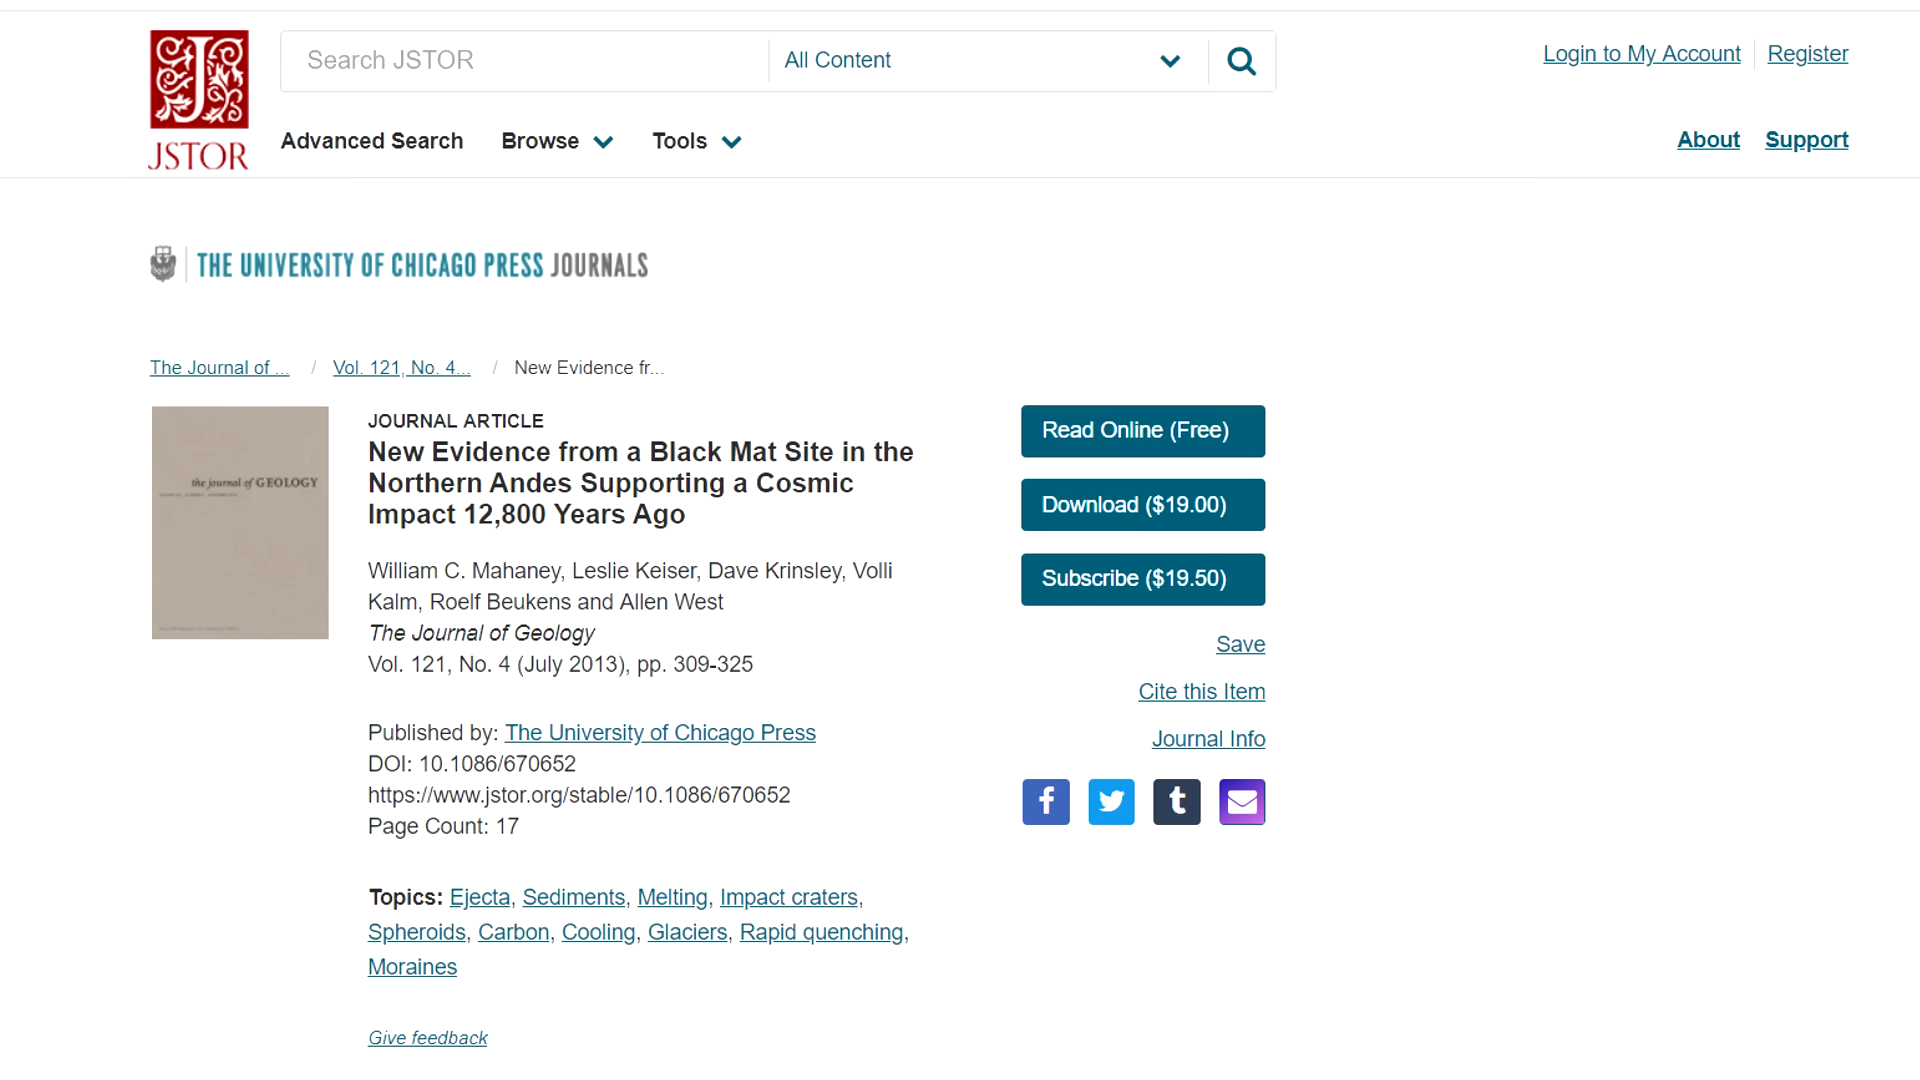 Search JSTOR
All Content
Login to My Account
Register
JSTOR
Advanced Search
Browse
Tools
About
Support
THE UNIVERSITY OF CHICAGO PRESS JOURNALS
The Journal of ... / Vol. 121, No. 4... / New Evidence fr...
the journal of GEOLOGY
JOURNAL ARTICLE
New Evidence from a Black Mat Site in the
Northern Andes Supporting a Cosmic
Impact 12,800 Years Ago
William C. Mahaney, Leslie Keiser, Dave Krinsley, Volli
Kalm, Roelf Beukens and Allen West
The Journal of Geology
Vol. 121, No. 4 (July 2013), pp. 309-325
Published by: The University of Chicago Press
DOI: 10.1086/670652
https://www.jstor.org/stable/10.1086/670652
Page Count: 17
Topics: Ejecta, Sediments, Melting, Impact craters,
Spheroids, Carbon, Cooling, Glaciers, Rapid quenching,
Moraines
Give feedback
Read Online (Free)
Download ($19.00)
Subscribe ($19.50)
Save
Cite this Item
Journal Info